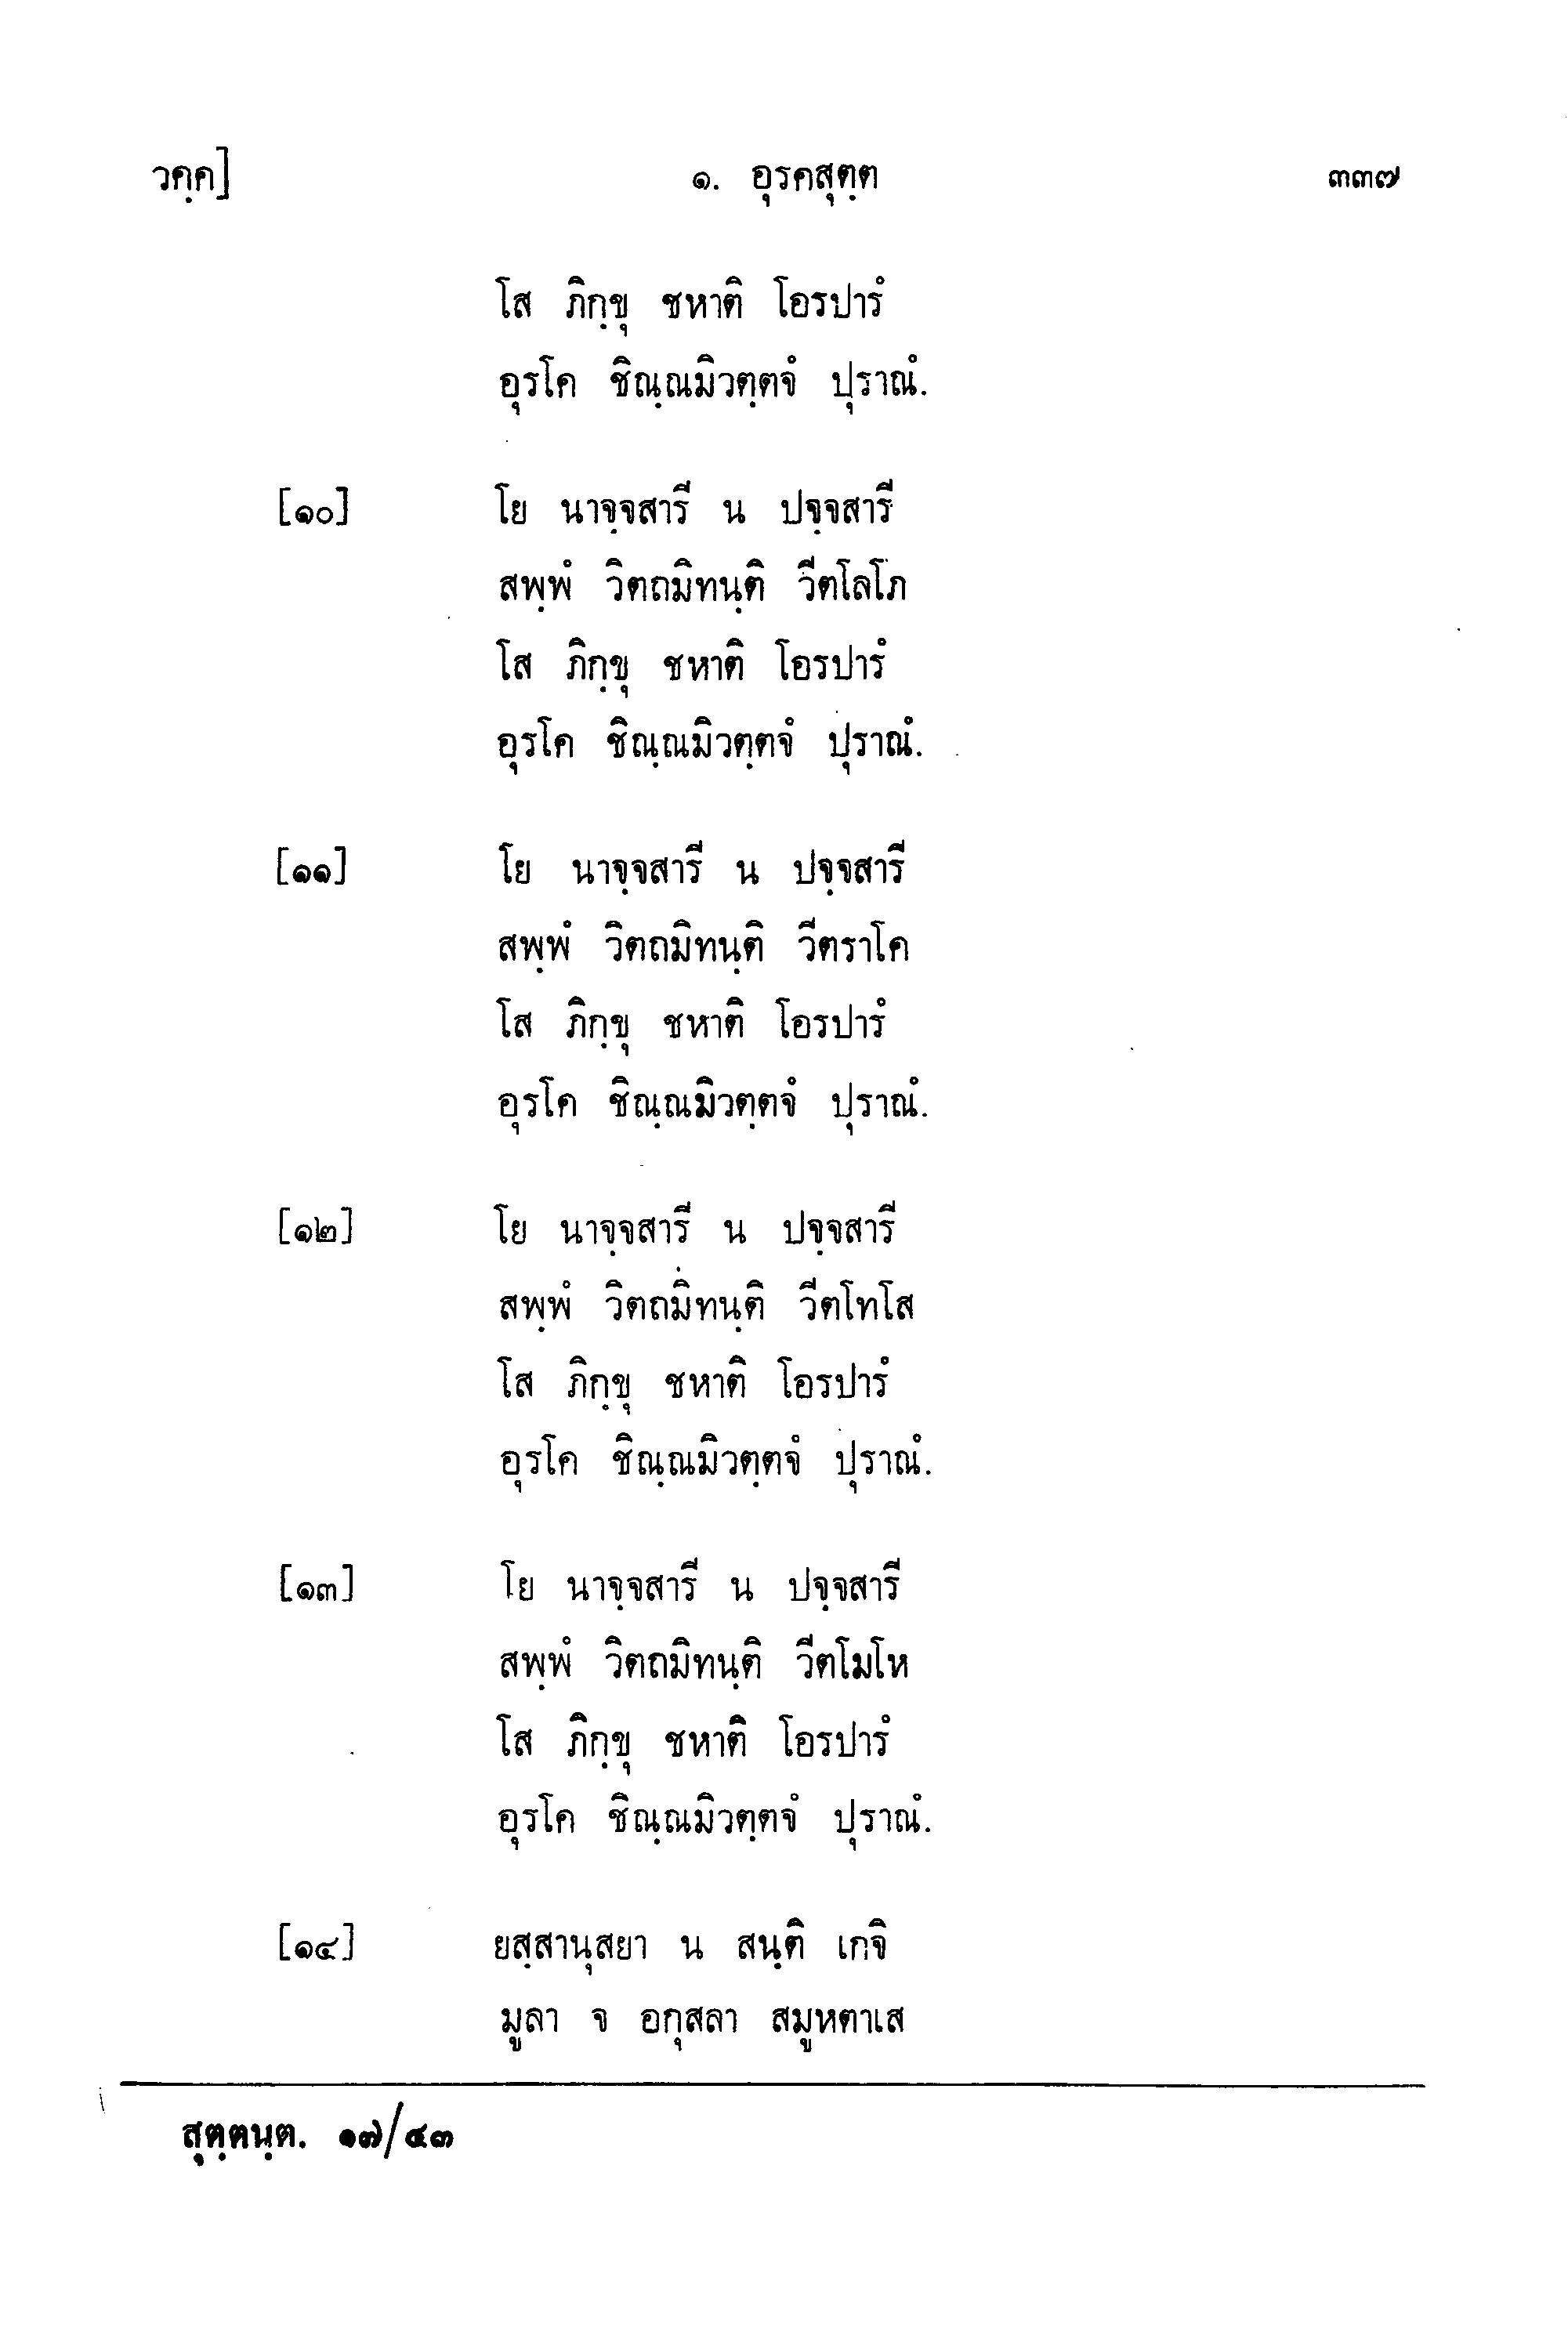 วคฺค] ๑. อุรคสุตฺต ๓๓๗
โส ภิกฺขุ ชหาติ โอรปารํ
อุรโค ชิณฺณมิวตฺตจํ ปุราณํ.
[๑๐] โย นาจฺจสารี น ปจฺจสารี
สพฺพํ วิตถมิทนฺติ วีตโลโภ
โส ภิกฺขุ ชหาติ โอรปารํ
อุรโค ชิณฺณมิวตฺตจํ ปุราณํ.
[๑๑] โย นาจฺจสารี น ปจฺจสารี
สพฺพํ วิตถมิทนฺติ วีตราโค
โส ภิกฺขุ ชหาติ โอรปารํ
อุรโค ชิณฺณมิวตฺตจํ ปุราณํ.
[๑๒] โย นาจฺจสารี น ปจฺจสารี
สพฺพํ วิตถมิทนฺติ วีตโทโส
โส ภิกฺขุ ชหาติ โอรปารํ
อุรโค ชิณฺณมิวตฺตจํ ปุราณํ.
[๑๓] โย นาจฺจสารี น ปจฺจสารี
สพฺพํ วิตถมิทนฺติ วีตโมโห
โส ภิกฺขุ ชหาติ โอรปารํ
อุรโค ชิณฺณมิวตฺตจํ ปุราณํ.
[๑๔] ยสฺสานุสยา น สนฺติ เกจิ
มูลา จ อกุสลา สมูหตาเส
สุตฺตนฺต. ๑๗/๔๓